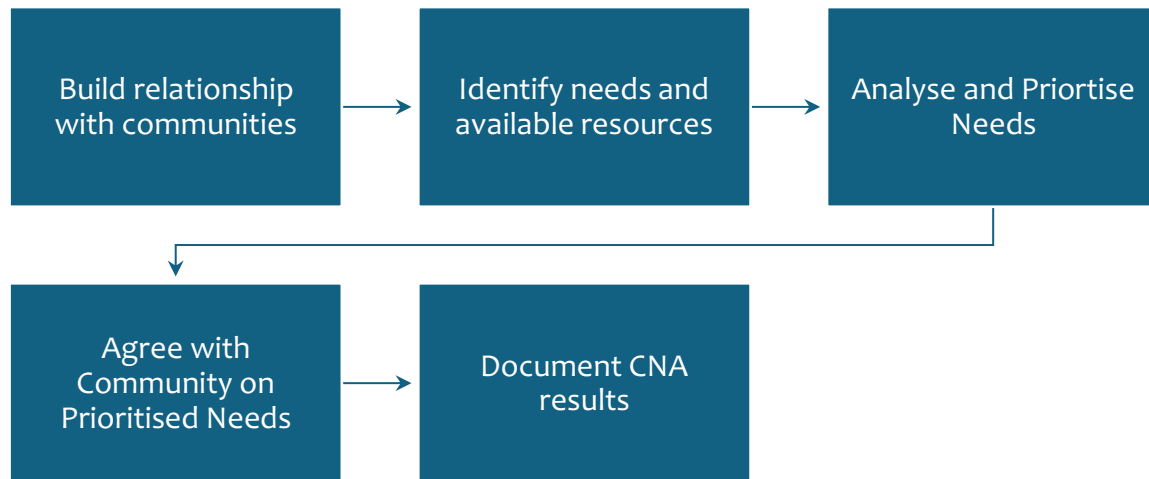 Build relationship
with communities
Identify needs and
available resources
Analyse and Priortise
Needs
Agree with
Community on
Prioritised Needs
Document CNA
results